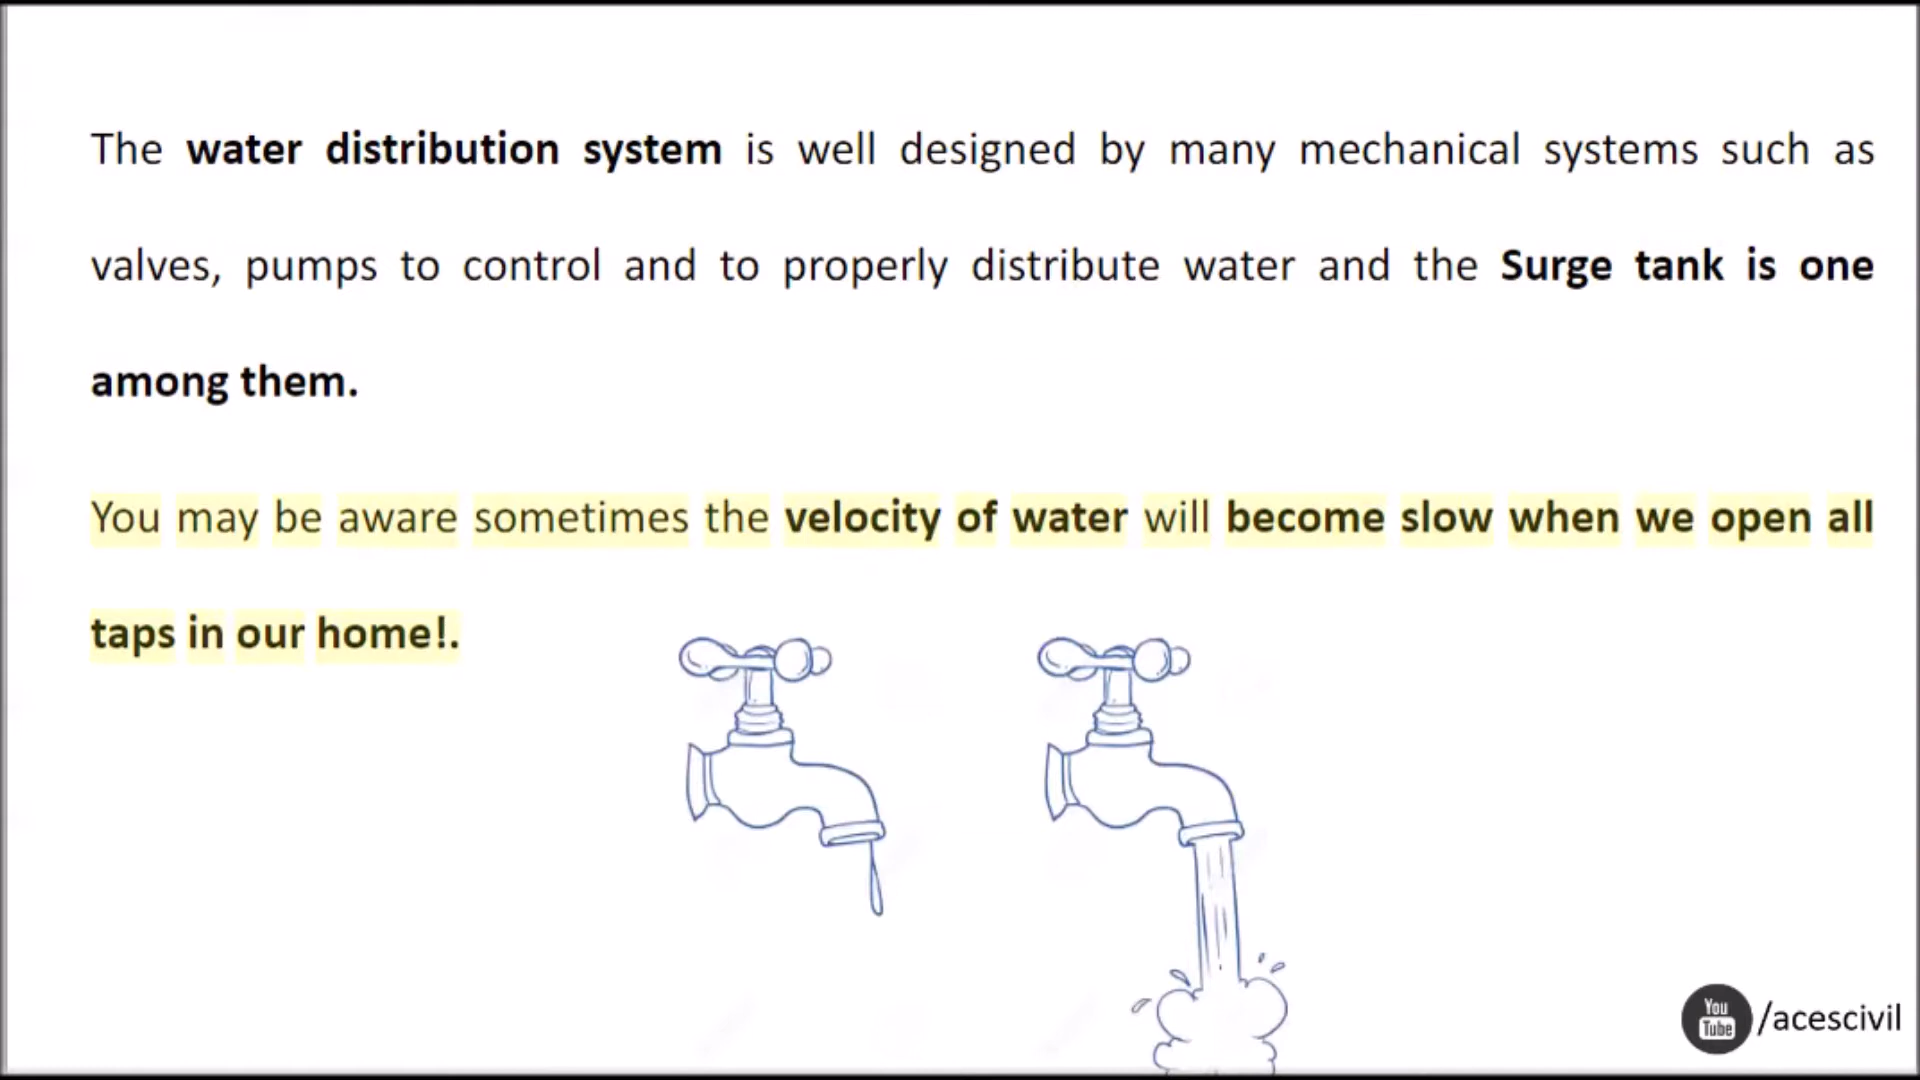 The water distribution system is well designed by many mechanical systems such as
valves, pumps to control and to properly distribute water and the Surge tank is one
among them.
You may be aware sometimes the velocity of water will become slow when we open all
taps in our home!.
You
Tube
/acescivil